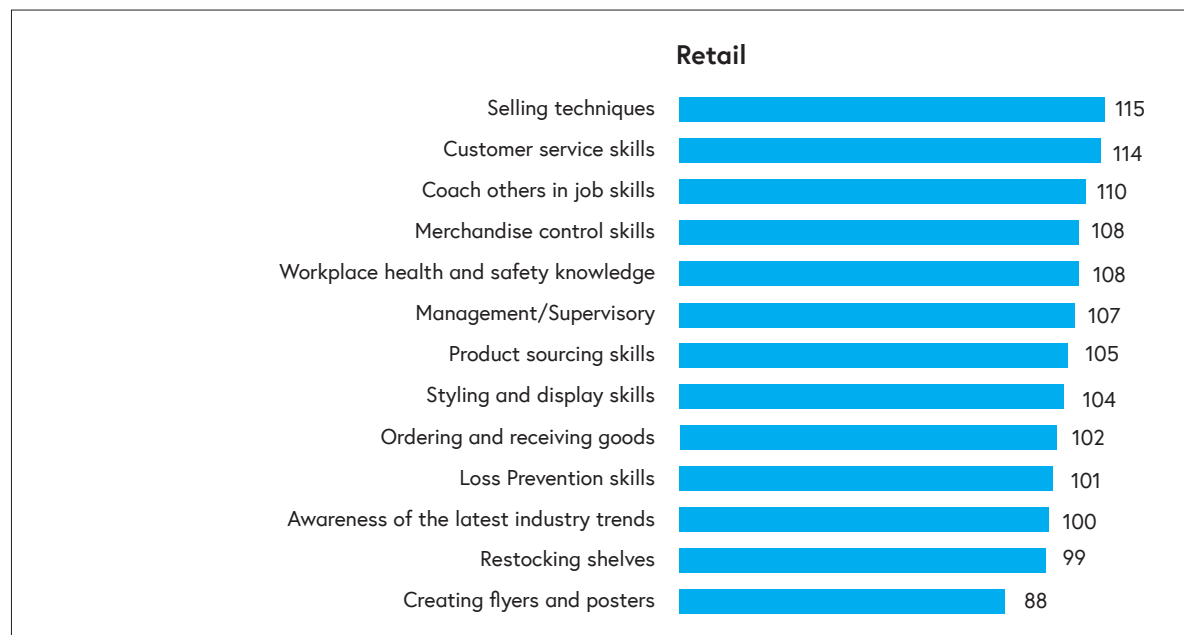 Retail
Selling techniques 115
Customer service skills 114
Coach others in job skills 110
Merchandise control skills 108
Workplace health and safety knowledge 108
Management/Supervisory 107
Product sourcing skills 105
Styling and display skills 104
Ordering and receiving goods 102
Loss Prevention skills 101
Awareness of the latest industry trends 100
Restocking shelves 99
Creating flyers and posters 88